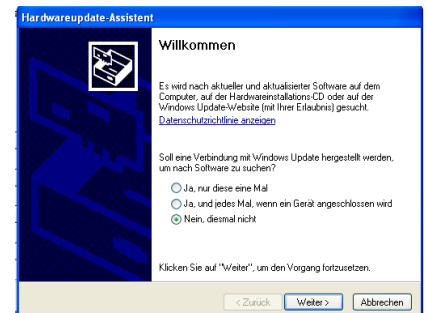 Hardwareupdate-Assistent
Willkommen
Es wird nach aktueller und aktualisierter Software auf dem
Computer, auf der Hardwareinstallations-CD oder auf der
Windows Update-Website (mit Ihrer Erlaubnis) gesucht.
Datenschutzrichtlinie anzeigen
Soll eine Verbindung mit Windows Update hergestellt werden,
um nach Software zu suchen?
Ja, nur diese eine Mal
Ja, und jedes Mal, wenn ein Gerät angeschlossen wird
Nein, diesmal nicht
Klicken Sie auf "Weiter", um den Vorgang fortzusetzen.
< Zurück Weiter > Abbrechen